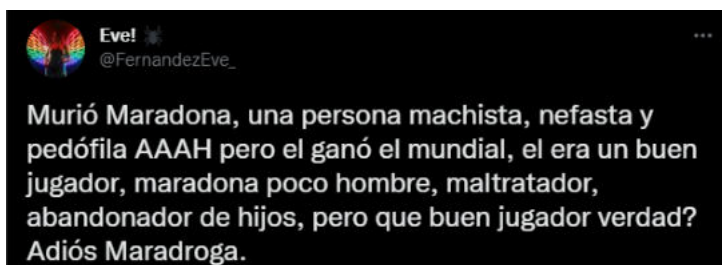 Eve! 🕷
@FernandezEve_
Murió Maradona, una persona machista, nefasta y
pedófila AAAH pero el ganó el mundial, el era un buen
jugador, maradona poco hombre, maltratador,
abandonador de hijos, pero que buen jugador verdad?
Adiós Maradroga.